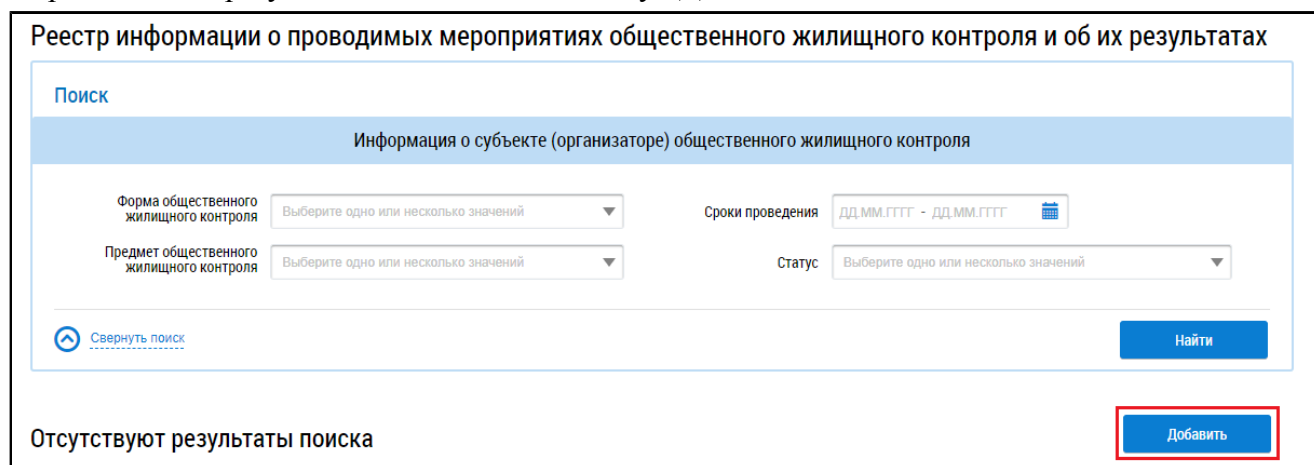 Реестр информации о проводимых мероприятиях общественного жилищного контроля и об их результатах
Поиск
Информация о субъекте (организаторе) общественного жилищного контроля
Форма общественного
жилищного контроля
Выберите одно или несколько значений
Сроки проведения
ДД.ММ.ГГГГ - ДД.ММ.ГГГГ
Предмет общественного
жилищного контроля
Выберите одно или несколько значений
Статус
Выберите одно или несколько значений
Свернуть поиск
Найти
Отсутствуют результаты поиска
Добавить